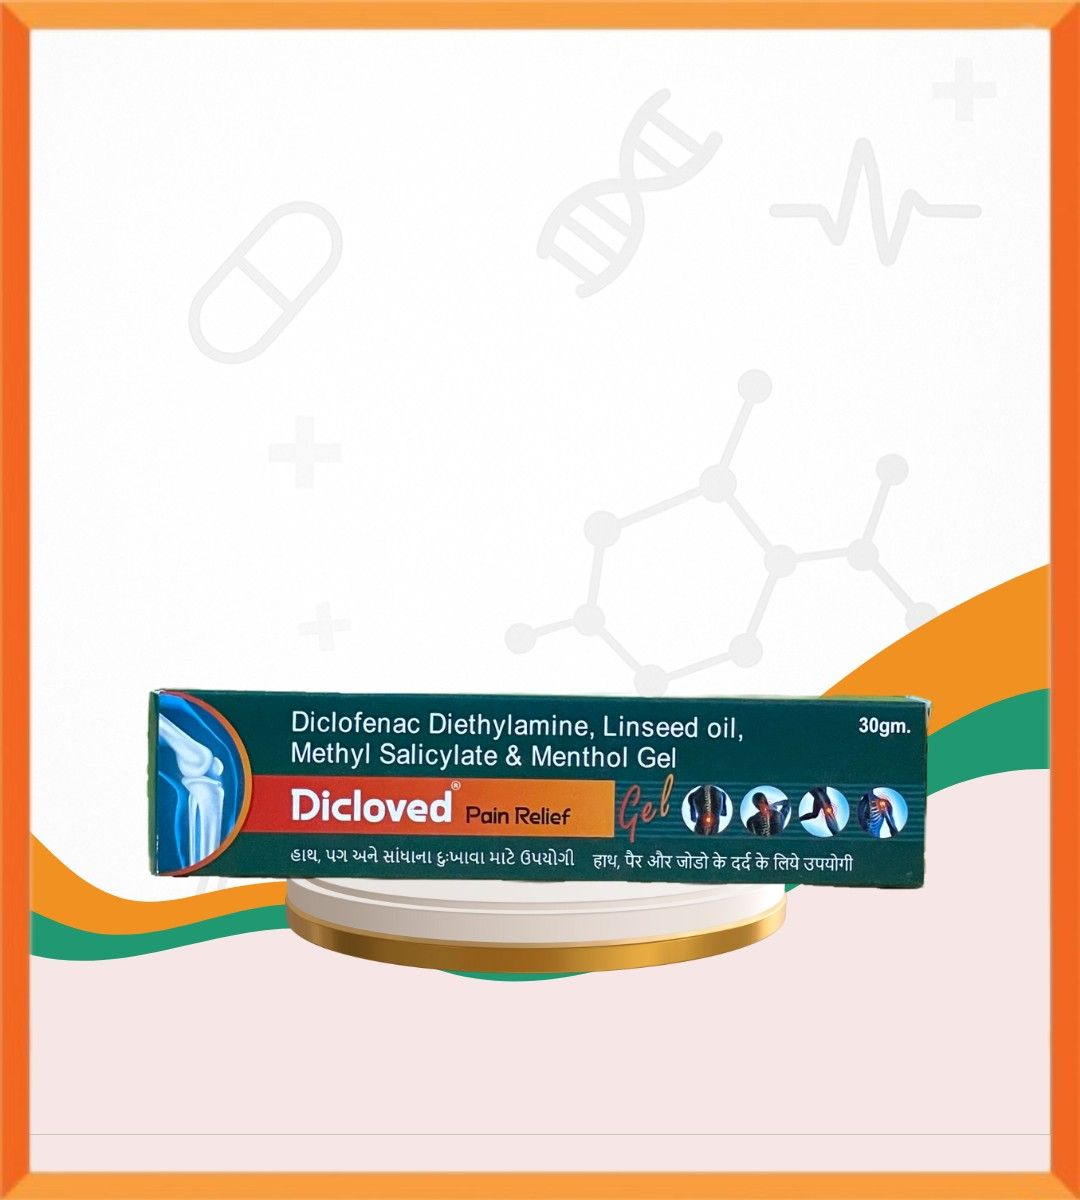 Diclofenac Diethylamine, Linseed oil,
Methyl Salicylate & Menthol Gel
30gm.
Dicloved® Pain Relief Gel
હાથ, પગ અને સાંધાના દુઃખાવા માટે ઉપયોગી
हाथ, पैर और जोडो के दर्द के लिये उपयोगी